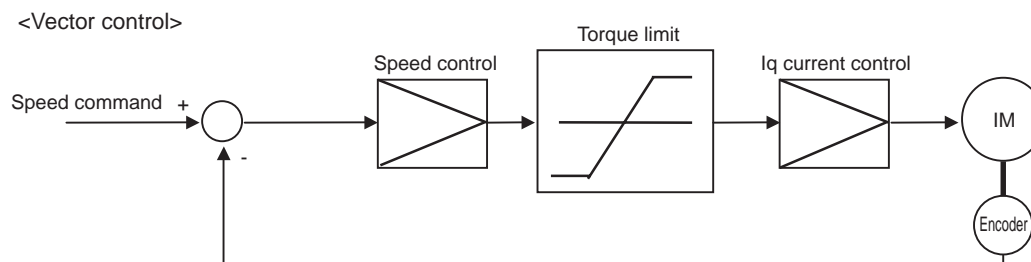 <Vector control>
Torque limit
Speed control
Iq current control
Speed command
+
-
IM
Encoder